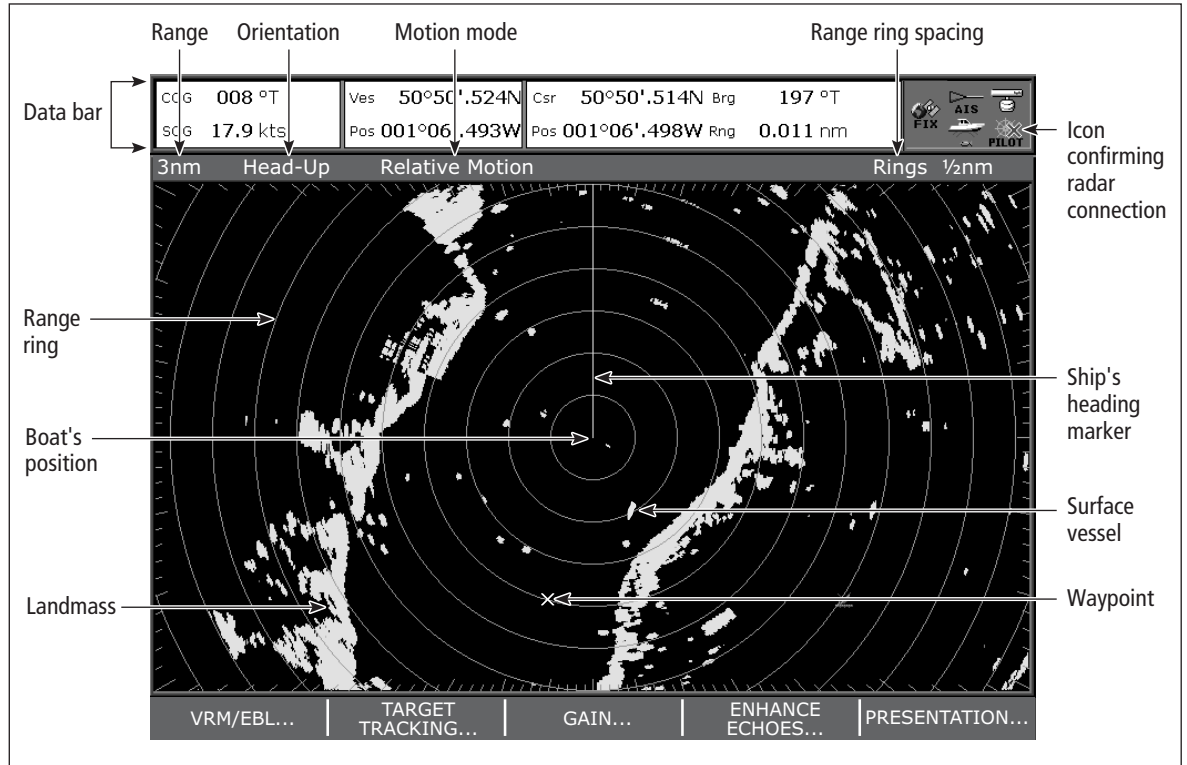 Range Orientation Motion mode Range ring spacing
Data bar
COG 008 °T
SOG 17.9 kts
Ves 50°50'.524N
Pos 001°06'.493W
Csr 50°50'.514N Brg 197 °T
Pos 001°06'.498W Rng 0.011 nm
FIX
AIS
PILOT
Icon
confirming
radar
connection
3nm Head-Up Relative Motion Rings ½nm
Range
ring
Ship's
heading
marker
Boat's
position
Surface
vessel
Landmass
Waypoint
VRM/EBL...
TARGET
TRACKING...
GAIN...
ENHANCE
ECHOES...
PRESENTATION...